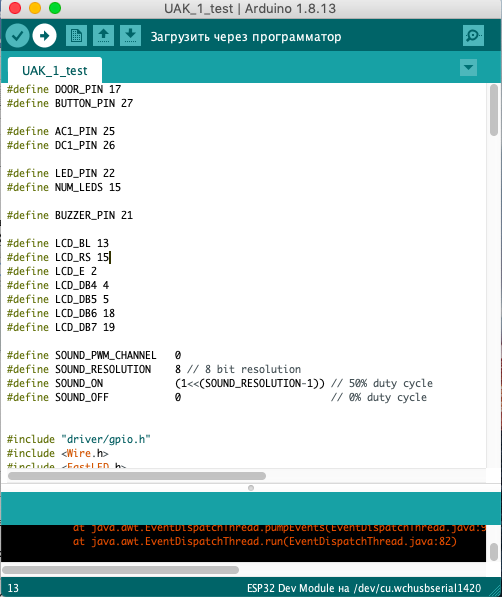 UAK_1_test | Arduino 1.8.13
Загрузить через программатор
UAK_1_test
#define DOOR_PIN 17
#define BUTTON_PIN 27
#define AC1_PIN 25
#define DC1_PIN 26
#define LED_PIN 22
#define NUM_LEDS 15
#define BUZZER_PIN 21
#define LCD_BL 13
#define LCD_RS 15
#define LCD_E 2
#define LCD_DB4 4
#define LCD_DB5 5
#define LCD_DB6 18
#define LCD_DB7 19
#define SOUND_PWM_CHANNEL 0
#define SOUND_RESOLUTION 8 // 8 bit resolution
#define SOUND_ON (1<<(SOUND_RESOLUTION-1)) // 50% duty cycle
#define SOUND_OFF 0 // 0% duty cycle
#include "driver/gpio.h"
#include <Wire.h>
#include <FastLED.h>
at java.awt.EventDispatchThread.pumpEvents(EventDispatchThread.java:
at java.awt.EventDispatchThread.run(EventDispatchThread.java:82)
13
ESP32 Dev Module на /dev/cu.wchusbserial1420